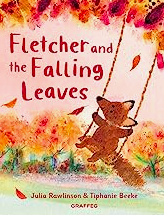 Fletcher and
the Falling
Leaves
Julia Rawlinson & Tiphanie Beeke
GRAFFEG